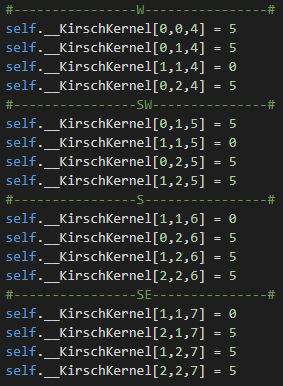 #----------------W----------------#
self.__KirschKernel[0,0,4] = 5
self.__KirschKernel[0,1,4] = 5
self.__KirschKernel[1,1,4] = 0
self.__KirschKernel[0,2,4] = 5
#----------------SW---------------#
self.__KirschKernel[0,1,5] = 5
self.__KirschKernel[1,1,5] = 0
self.__KirschKernel[0,2,5] = 5
self.__KirschKernel[1,2,5] = 5
#----------------S----------------#
self.__KirschKernel[1,1,6] = 0
self.__KirschKernel[0,2,6] = 5
self.__KirschKernel[1,2,6] = 5
self.__KirschKernel[2,2,6] = 5
#----------------SE---------------#
self.__KirschKernel[1,1,7] = 0
self.__KirschKernel[2,1,7] = 5
self.__KirschKernel[1,2,7] = 5
self.__KirschKernel[2,2,7] = 5